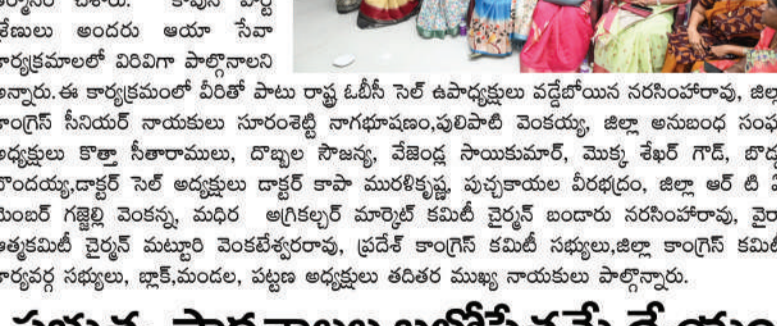 శ్రేణులు అందరు ఆయా సేవా
కార్యక్రమాలలో విరివిగా పాల్గొనాలని
అన్నారు.ఈ కార్యక్రమంలో వీరితో పాటు రాష్ట్ర ఓబీసీ సెల్ ఉపాధ్యక్షులు వడ్డేబోయిన నరసింహారావు, జిల్లా
కాంగ్రెస్ సీనియర్ నాయకులు సూరంశెట్టి నాగభూషణం,పులిపాటి వెంకయ్య, జిల్లా అనుబంధ సంఘ
అధ్యక్షులు కొత్తా సీతారాములు, దొబ్బల సౌజన్య, వేజెండ్ల సాయికుమార్, మొక్క శేఖర్ గౌడ్,
బొందయ్య,డాక్టర్ సెల్ అద్యక్షులు డాక్టర్ కాపా మురళికృష్ణ, పుచ్చకాయల వీరభద్రం, జిల్లా ఆర్ టి
మెంబర్ గజ్జెల్లి వెంకన్న, మధిర అగ్రికల్చర్ మార్కెట్ కమిటీ చైర్మన్ బండారు నరసింహారావు, వైరా
ఆత్మకమిటీ చైర్మన్ మట్టూరి వెంకటేశ్వరరావు, ప్రదేశ్ కాంగ్రెస్ కమిటీ సభ్యులు,జిల్లా కాంగ్రెస్ కమిటీ
కార్యవర్గ సభ్యులు, బ్లాక్,మండల, పట్టణ అధ్యక్షులు తదితర ముఖ్య నాయకులు పాల్గొన్నారు.